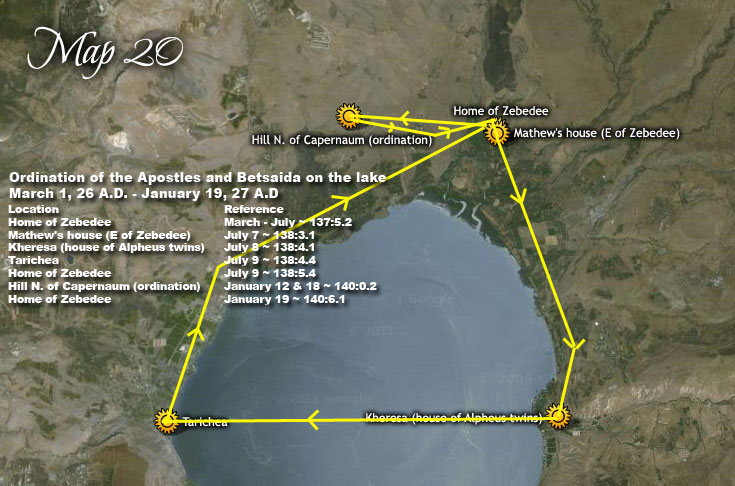 Map 20
Home of Zebedee
Mathew's house (E of Zebedee)
Hill N. of Capernaum (ordination)
Ordination of the Apostles and Betsaida on the lake
March 1, 26 A.D. - January 19, 27 A.D
Location Reference
Home of Zebedee March - July ~ 137:5.2
Mathew's house (E of Zebedee) July 7 ~ 138:3.1
Kheresa (house of Alpheus twins) July 8 ~ 138:4.1
Tarichea July 9 ~ 138:4.4
Home of Zebedee July 9 ~ 138:5.4
Hill N. of Capernaum (ordination) January 12 & 18 ~ 140:0.2
Home of Zebedee January 19 ~ 140:6.1
Tarichea
Kheresa (house of Alpheus twins)